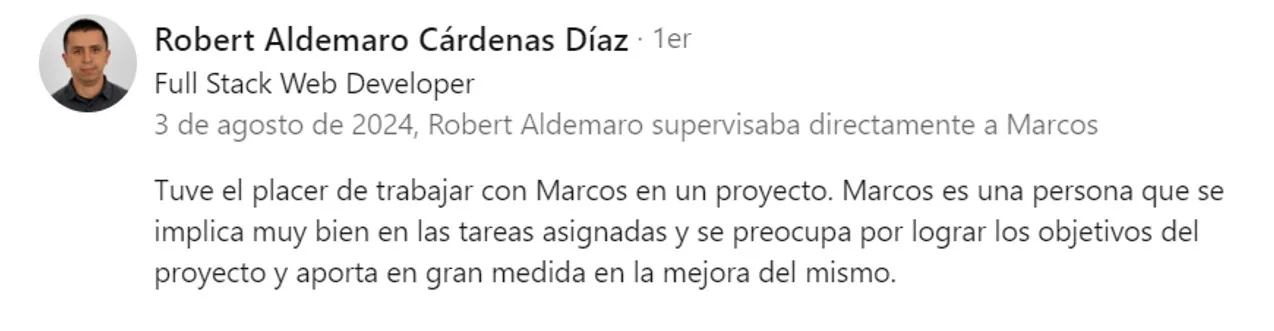 Robert Aldemaro Cárdenas Díaz · 1er
Full Stack Web Developer
3 de agosto de 2024, Robert Aldemaro supervisaba directamente a Marcos
Tuve el placer de trabajar con Marcos en un proyecto. Marcos es una persona que se
implica muy bien en las tareas asignadas y se preocupa por lograr los objetivos del
proyecto y aporta en gran medida en la mejora del mismo.